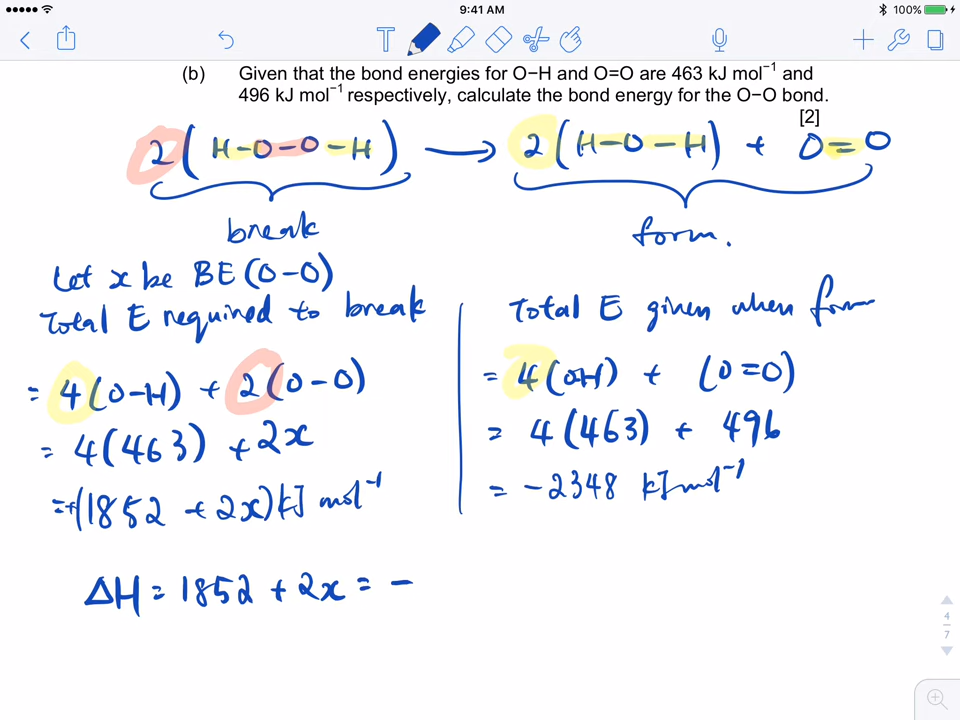 9:41 AM
100%
T
(b) Given that the bond energies for O−H and O=O are 463 kJ mol⁻¹ and
496 kJ mol⁻¹ respectively, calculate the bond energy for the O−O bond.
[2]
2(H-O-O-H) → 2(H-O-H) + O=O
break
form.
Let x be BE(O-O)
Total E required to break
= 4(O-H) + 2(O-O)
= 4(463) + 2x
=+(1852 + 2x)kJ mol⁻¹
Total E given when form
= 4(OH) + (O=O)
= 4(463) + 496
= -2348 kJ mol⁻¹
ΔH = 1852 + 2x = -
4
7